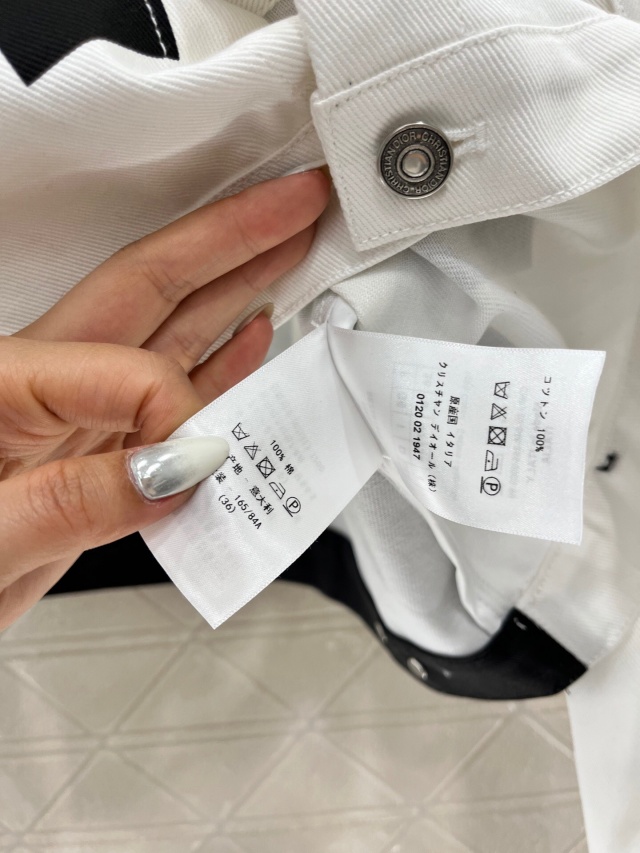 CHRISTIAN DIOR CHRISTIAN DIOR
100% 棉
产地 - 意大利
165/84A
(36)
コットン 100%
P
P
原産国 イタリア
クリスチャン ディオール (株)
0120 02 1947